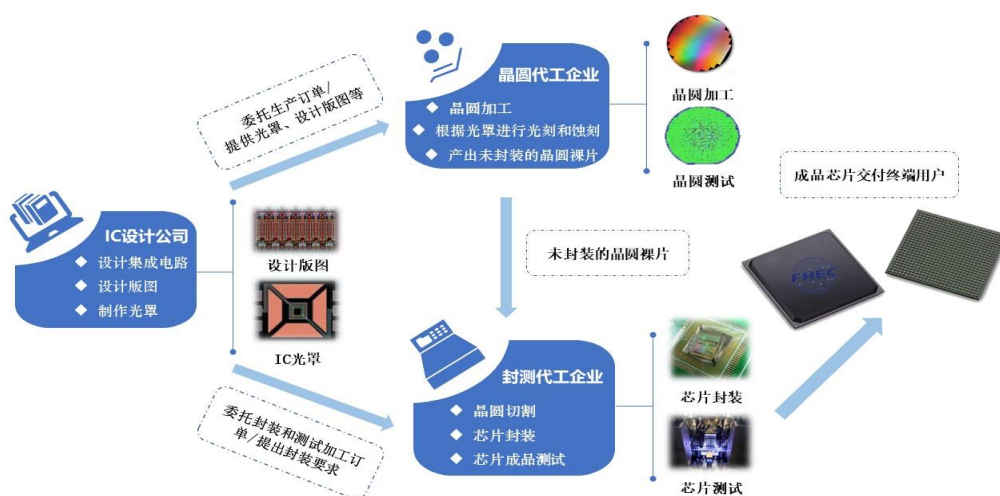 委托生产订单/
提供光罩、设计版图等
晶圆代工企业
晶圆加工
根据光罩进行光刻和蚀刻
产出未封装的晶圆裸片
晶圆加工
晶圆测试
IC设计公司
设计集成电路
设计版图
制作光罩
设计版图
IC光罩
未封装的晶圆裸片
成品芯片交付终端用户
FHEC
委托封装和测试加工订
单/提出封装要求
封测代工企业
晶圆切割
芯片封装
芯片成品测试
芯片封装
芯片测试